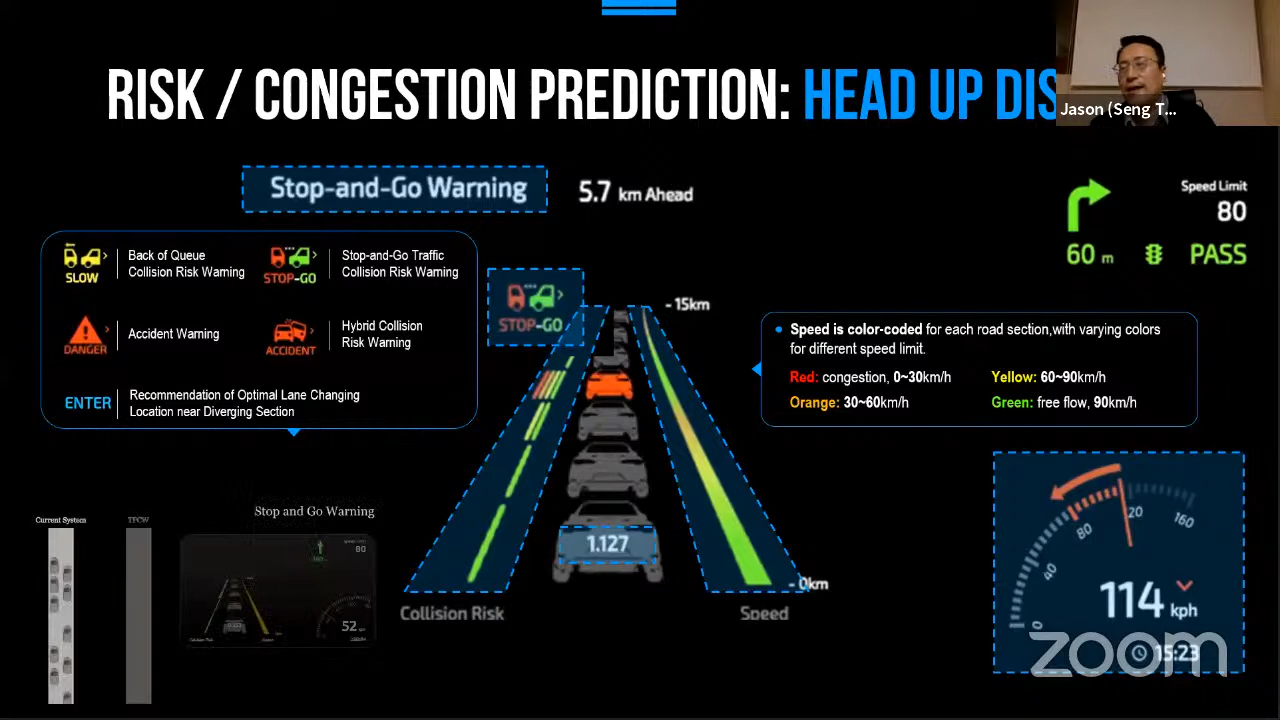 RISK / CONGESTION PREDICTION: HEAD UP DIS
Jason (Seng T...
Stop-and-Go Warning
5.7 km Ahead
Speed Limit
80
60 m
PASS
SLOW
Back of Queue
Collision Risk Warning
STOP-GO
Stop-and-Go Traffic
Collision Risk Warning
DANGER
Accident Warning
ACCIDENT
Hybrid Collision
Risk Warning
ENTER
Recommendation of Optimal Lane Changing
Location near Diverging Section
STOP-GO
- 15km
Speed is color-coded for each road section,with varying colors
for different speed limit.
Red: congestion, 0~30km/h
Yellow: 60~90km/h
Orange: 30~60km/h
Green: free flow, 90km/h
1.127
- 0km
Collision Risk
Speed
0
40
80
120
160
114 kph
15:23
zoom
Current System
TFCW
Stop and Go Warning
80
52